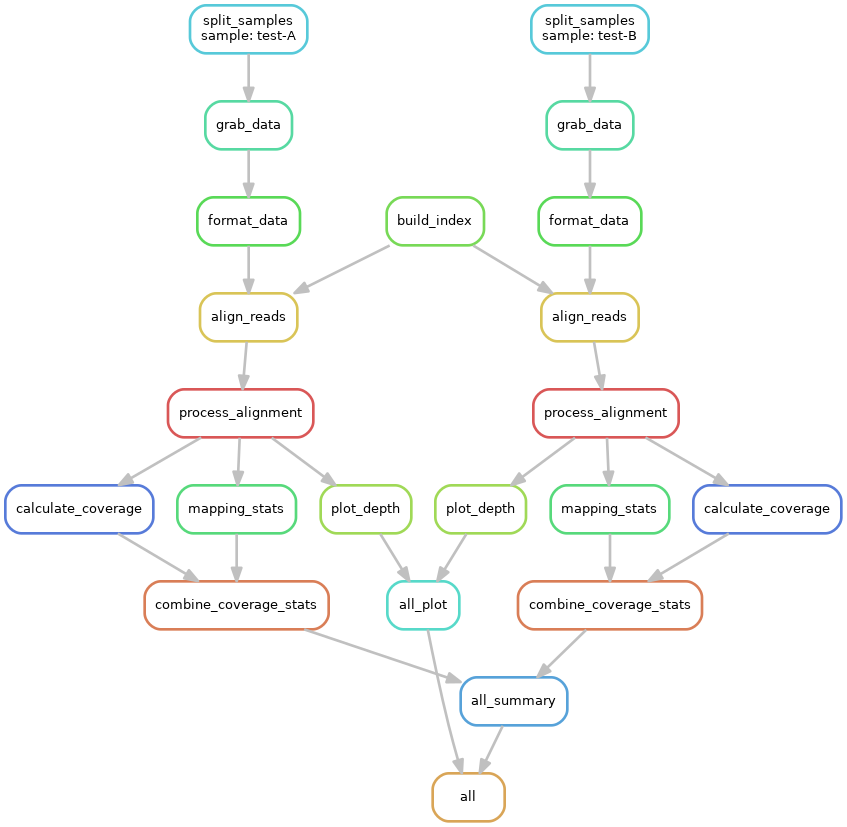 split_samples
sample: test-A
split_samples
sample: test-B
grab_data
grab_data
format_data
build_index
format_data
align_reads
align_reads
process_alignment
process_alignment
calculate_coverage
mapping_stats
plot_depth
plot_depth
mapping_stats
calculate_coverage
combine_coverage_stats
all_plot
combine_coverage_stats
all_summary
all